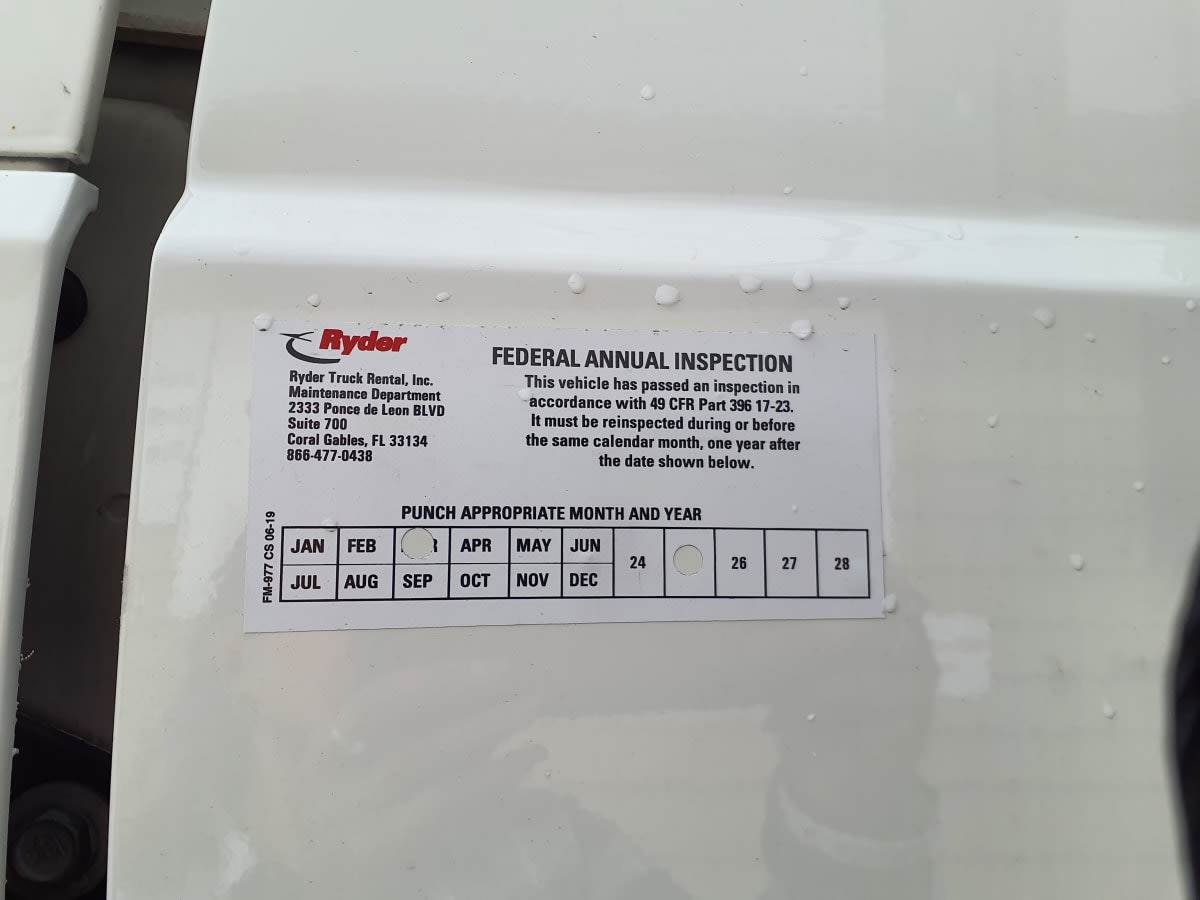 Ryder
Ryder Truck Rental, Inc.
Maintenance Department
2333 Ponce de Leon BLVD
Suite 700
Coral Gables, FL 33134
866-477-0438
FEDERAL ANNUAL INSPECTION
This vehicle has passed an inspection in
accordance with 49 CFR Part 396 17-23.
It must be reinspected during or before
the same calendar month, one year after
the date shown below.
PUNCH APPROPRIATE MONTH AND YEAR
FM-977 CS 06-19
JAN FEB APR MAY JUN
24 26 27 28
JUL AUG SEP OCT NOV DEC